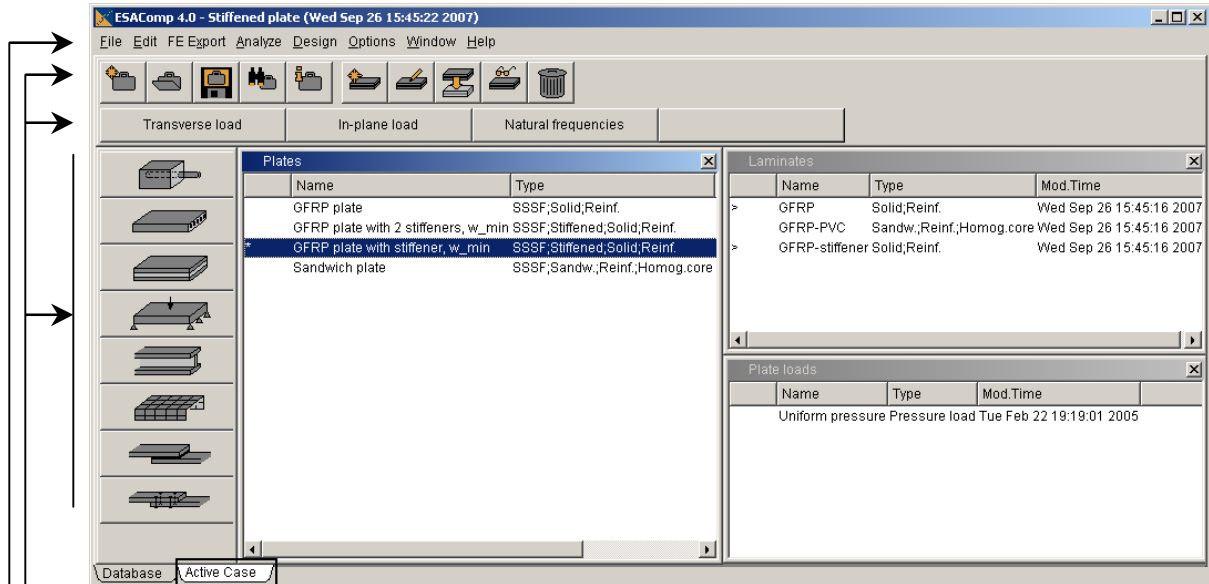 ESAComp 4.0 - Stiffened plate (Wed Sep 26 15:45:22 2007)
File Edit FE Export Analyze Design Options Window Help
Transverse load In-plane load Natural frequencies
Plates
Name Type
GFRP plate SSSF;Solid;Reinf.
GFRP plate with 2 stiffeners, w_min SSSF;Stiffened;Solid;Reinf.
* GFRP plate with stiffener, w_min SSSF;Stiffened;Solid;Reinf.
Sandwich plate SSSF;Sandw.;Reinf.;Homog.core
Laminates
Name Type Mod.Time
> GFRP Solid;Reinf. Wed Sep 26 15:45:16 2007
GFRP-PVC Sandw.;Reinf.;Homog.core Wed Sep 26 15:45:16 2007
> GFRP-stiffener Solid;Reinf. Wed Sep 26 15:45:16 2007
Plate loads
Name Type Mod.Time
Uniform pressure Pressure load Tue Feb 22 19:19:01 2005
Database Active Case